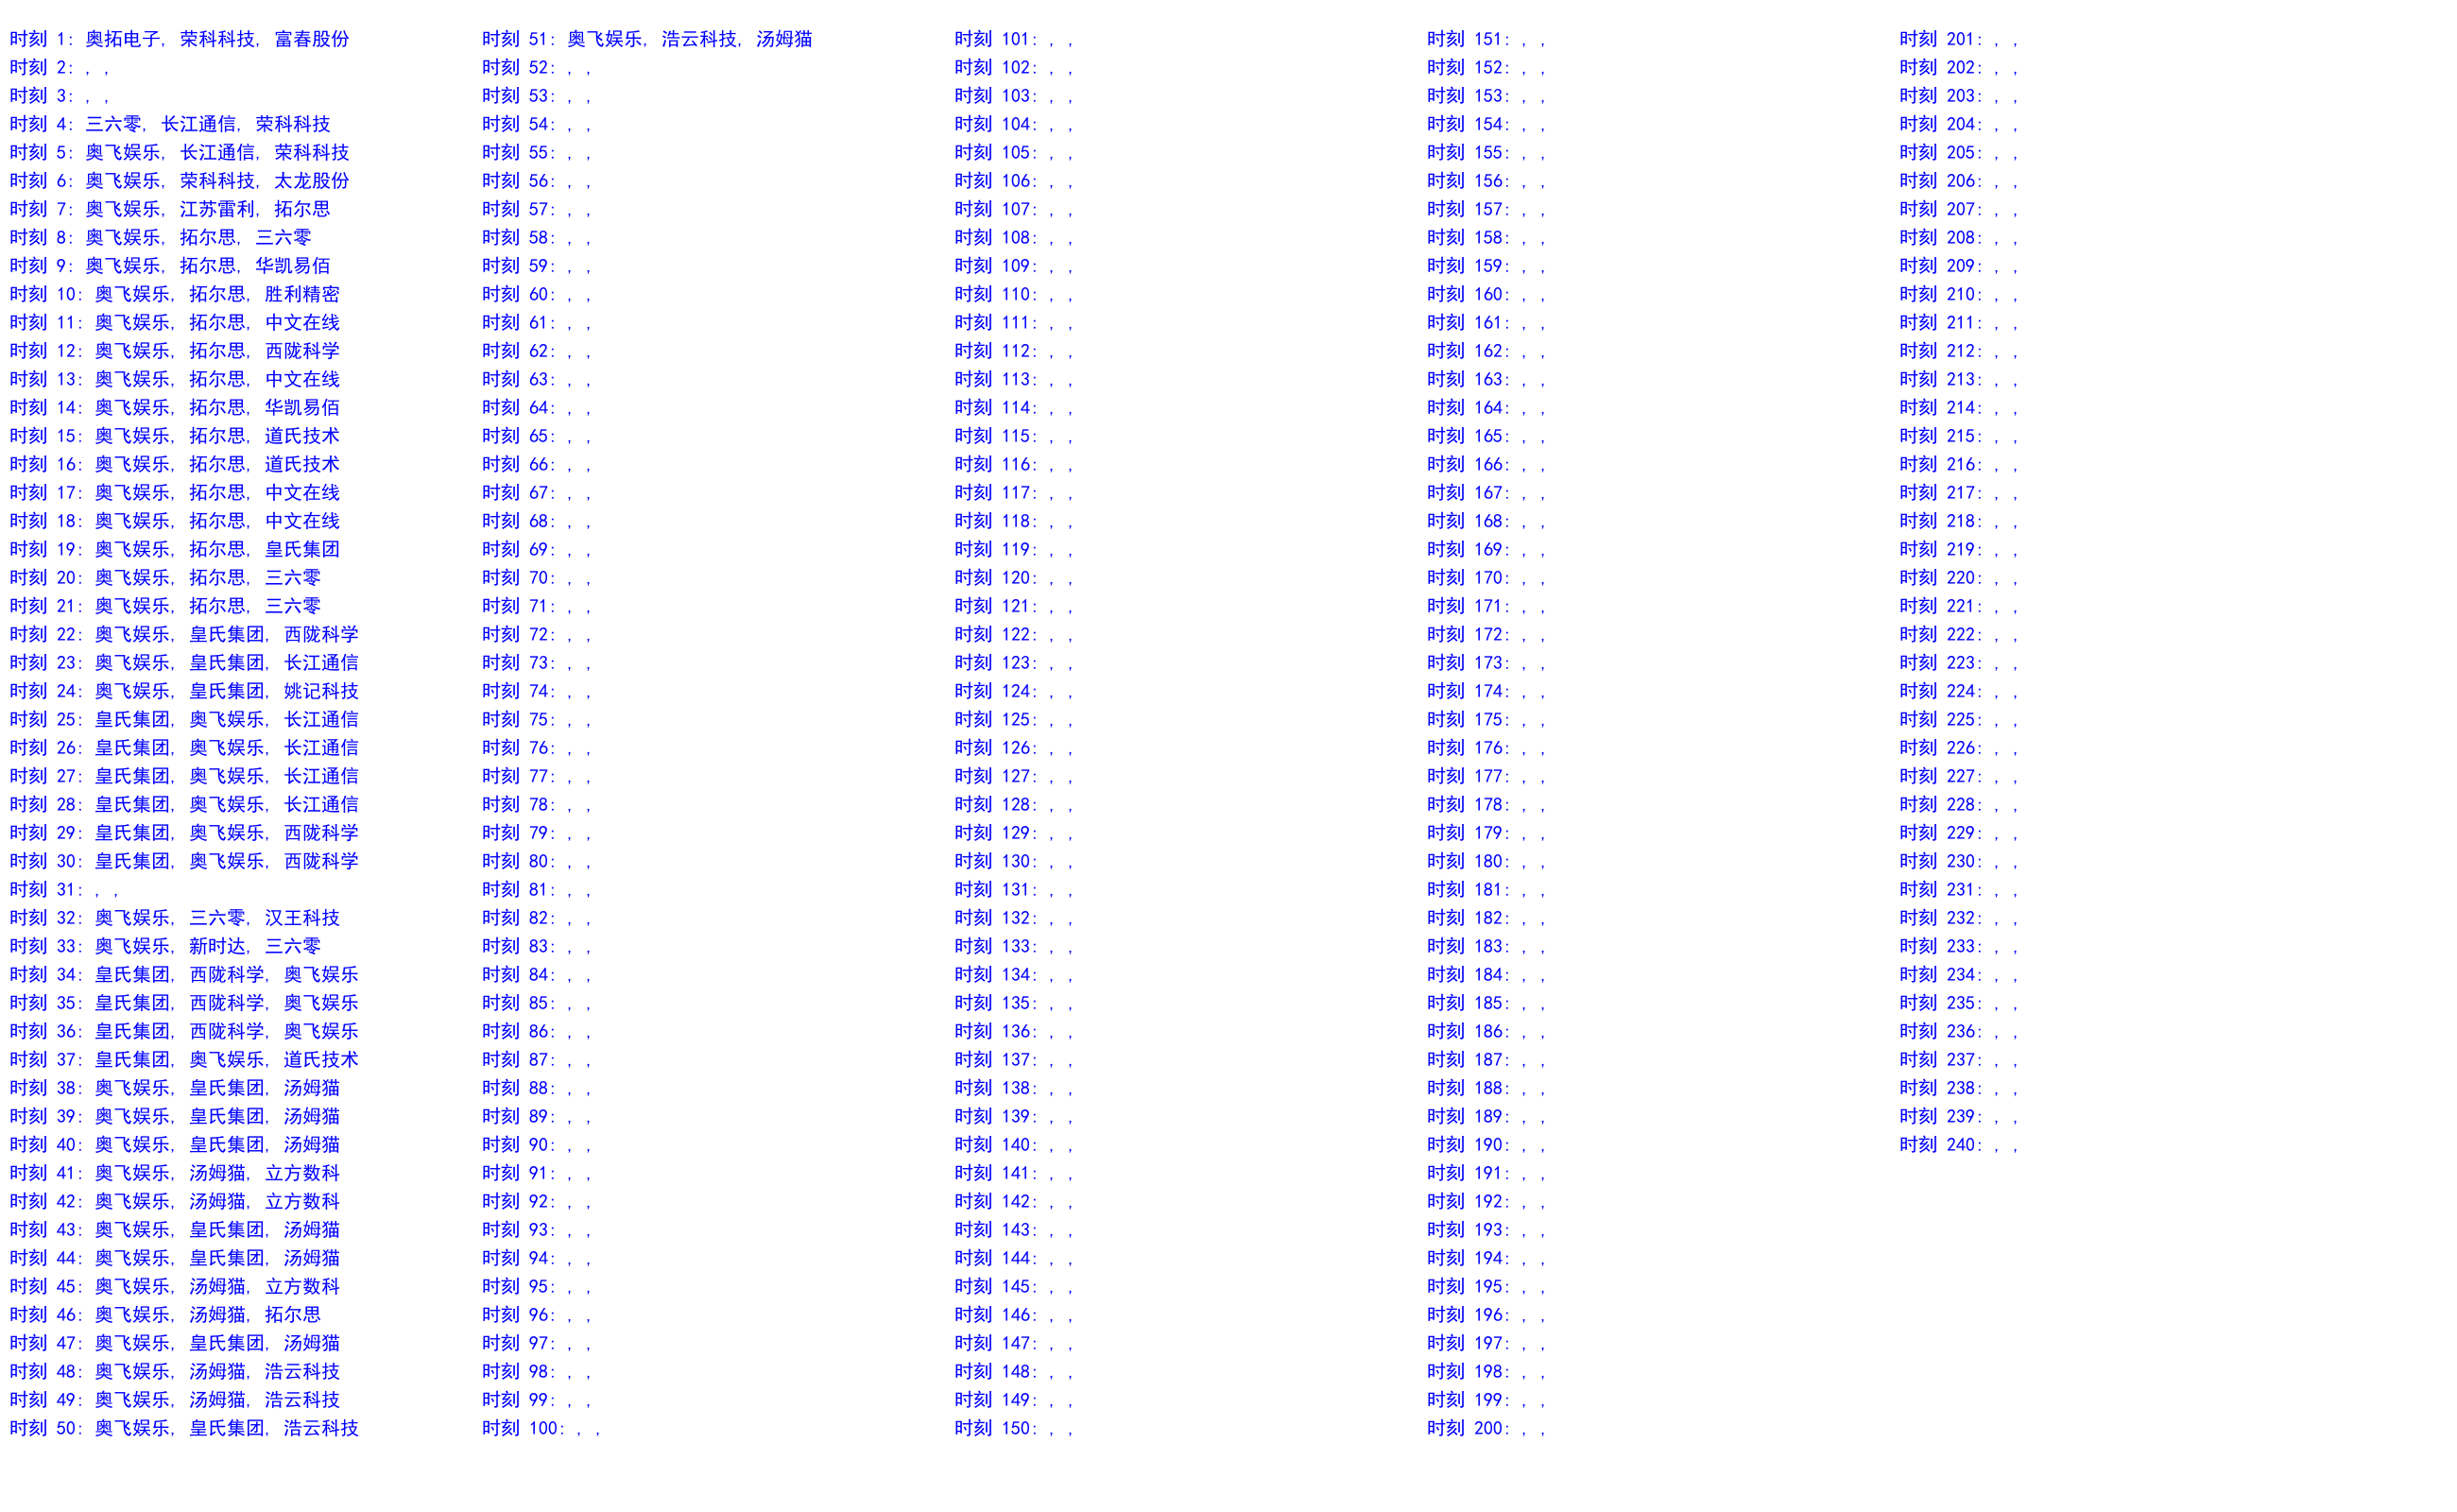 时刻 1: 奥拓电子, 荣科科技, 富春股份
时刻 2: , ,
时刻 3: , ,
时刻 4: 三六零, 长江通信, 荣科科技
时刻 5: 奥飞娱乐, 长江通信, 荣科科技
时刻 6: 奥飞娱乐, 荣科科技, 太龙股份
时刻 7: 奥飞娱乐, 江苏雷利, 拓尔思
时刻 8: 奥飞娱乐, 拓尔思, 三六零
时刻 9: 奥飞娱乐, 拓尔思, 华凯易佰
时刻 10: 奥飞娱乐, 拓尔思, 胜利精密
时刻 11: 奥飞娱乐, 拓尔思, 中文在线
时刻 12: 奥飞娱乐, 拓尔思, 西陇科学
时刻 13: 奥飞娱乐, 拓尔思, 中文在线
时刻 14: 奥飞娱乐, 拓尔思, 华凯易佰
时刻 15: 奥飞娱乐, 拓尔思, 道氏技术
时刻 16: 奥飞娱乐, 拓尔思, 道氏技术
时刻 17: 奥飞娱乐, 拓尔思, 中文在线
时刻 18: 奥飞娱乐, 拓尔思, 中文在线
时刻 19: 奥飞娱乐, 拓尔思, 皇氏集团
时刻 20: 奥飞娱乐, 拓尔思, 三六零
时刻 21: 奥飞娱乐, 拓尔思, 三六零
时刻 22: 奥飞娱乐, 皇氏集团, 西陇科学
时刻 23: 奥飞娱乐, 皇氏集团, 长江通信
时刻 24: 奥飞娱乐, 皇氏集团, 姚记科技
时刻 25: 皇氏集团, 奥飞娱乐, 长江通信
时刻 26: 皇氏集团, 奥飞娱乐, 长江通信
时刻 27: 皇氏集团, 奥飞娱乐, 长江通信
时刻 28: 皇氏集团, 奥飞娱乐, 长江通信
时刻 29: 皇氏集团, 奥飞娱乐, 西陇科学
时刻 30: 皇氏集团, 奥飞娱乐, 西陇科学
时刻 31: , ,
时刻 32: 奥飞娱乐, 三六零, 汉王科技
时刻 33: 奥飞娱乐, 新时达, 三六零
时刻 34: 皇氏集团, 西陇科学, 奥飞娱乐
时刻 35: 皇氏集团, 西陇科学, 奥飞娱乐
时刻 36: 皇氏集团, 西陇科学, 奥飞娱乐
时刻 37: 皇氏集团, 奥飞娱乐, 道氏技术
时刻 38: 奥飞娱乐, 皇氏集团, 汤姆猫
时刻 39: 奥飞娱乐, 皇氏集团, 汤姆猫
时刻 40: 奥飞娱乐, 皇氏集团, 汤姆猫
时刻 41: 奥飞娱乐, 汤姆猫, 立方数科
时刻 42: 奥飞娱乐, 汤姆猫, 立方数科
时刻 43: 奥飞娱乐, 皇氏集团, 汤姆猫
时刻 44: 奥飞娱乐, 皇氏集团, 汤姆猫
时刻 45: 奥飞娱乐, 汤姆猫, 立方数科
时刻 46: 奥飞娱乐, 汤姆猫, 拓尔思
时刻 47: 奥飞娱乐, 皇氏集团, 汤姆猫
时刻 48: 奥飞娱乐, 汤姆猫, 浩云科技
时刻 49: 奥飞娱乐, 汤姆猫, 浩云科技
时刻 50: 奥飞娱乐, 皇氏集团, 浩云科技
时刻 51: 奥飞娱乐, 浩云科技, 汤姆猫
时刻 52: , ,
时刻 53: , ,
时刻 54: , ,
时刻 55: , ,
时刻 56: , ,
时刻 57: , ,
时刻 58: , ,
时刻 59: , ,
时刻 60: , ,
时刻 61: , ,
时刻 62: , ,
时刻 63: , ,
时刻 64: , ,
时刻 65: , ,
时刻 66: , ,
时刻 67: , ,
时刻 68: , ,
时刻 69: , ,
时刻 70: , ,
时刻 71: , ,
时刻 72: , ,
时刻 73: , ,
时刻 74: , ,
时刻 75: , ,
时刻 76: , ,
时刻 77: , ,
时刻 78: , ,
时刻 79: , ,
时刻 80: , ,
时刻 81: , ,
时刻 82: , ,
时刻 83: , ,
时刻 84: , ,
时刻 85: , ,
时刻 86: , ,
时刻 87: , ,
时刻 88: , ,
时刻 89: , ,
时刻 90: , ,
时刻 91: , ,
时刻 92: , ,
时刻 93: , ,
时刻 94: , ,
时刻 95: , ,
时刻 96: , ,
时刻 97: , ,
时刻 98: , ,
时刻 99: , ,
时刻 100: , ,
时刻 101: , ,
时刻 102: , ,
时刻 103: , ,
时刻 104: , ,
时刻 105: , ,
时刻 106: , ,
时刻 107: , ,
时刻 108: , ,
时刻 109: , ,
时刻 110: , ,
时刻 111: , ,
时刻 112: , ,
时刻 113: , ,
时刻 114: , ,
时刻 115: , ,
时刻 116: , ,
时刻 117: , ,
时刻 118: , ,
时刻 119: , ,
时刻 120: , ,
时刻 121: , ,
时刻 122: , ,
时刻 123: , ,
时刻 124: , ,
时刻 125: , ,
时刻 126: , ,
时刻 127: , ,
时刻 128: , ,
时刻 129: , ,
时刻 130: , ,
时刻 131: , ,
时刻 132: , ,
时刻 133: , ,
时刻 134: , ,
时刻 135: , ,
时刻 136: , ,
时刻 137: , ,
时刻 138: , ,
时刻 139: , ,
时刻 140: , ,
时刻 141: , ,
时刻 142: , ,
时刻 143: , ,
时刻 144: , ,
时刻 145: , ,
时刻 146: , ,
时刻 147: , ,
时刻 148: , ,
时刻 149: , ,
时刻 150: , ,
时刻 151: , ,
时刻 152: , ,
时刻 153: , ,
时刻 154: , ,
时刻 155: , ,
时刻 156: , ,
时刻 157: , ,
时刻 158: , ,
时刻 159: , ,
时刻 160: , ,
时刻 161: , ,
时刻 162: , ,
时刻 163: , ,
时刻 164: , ,
时刻 165: , ,
时刻 166: , ,
时刻 167: , ,
时刻 168: , ,
时刻 169: , ,
时刻 170: , ,
时刻 171: , ,
时刻 172: , ,
时刻 173: , ,
时刻 174: , ,
时刻 175: , ,
时刻 176: , ,
时刻 177: , ,
时刻 178: , ,
时刻 179: , ,
时刻 180: , ,
时刻 181: , ,
时刻 182: , ,
时刻 183: , ,
时刻 184: , ,
时刻 185: , ,
时刻 186: , ,
时刻 187: , ,
时刻 188: , ,
时刻 189: , ,
时刻 190: , ,
时刻 191: , ,
时刻 192: , ,
时刻 193: , ,
时刻 194: , ,
时刻 195: , ,
时刻 196: , ,
时刻 197: , ,
时刻 198: , ,
时刻 199: , ,
时刻 200: , ,
时刻 201: , ,
时刻 202: , ,
时刻 203: , ,
时刻 204: , ,
时刻 205: , ,
时刻 206: , ,
时刻 207: , ,
时刻 208: , ,
时刻 209: , ,
时刻 210: , ,
时刻 211: , ,
时刻 212: , ,
时刻 213: , ,
时刻 214: , ,
时刻 215: , ,
时刻 216: , ,
时刻 217: , ,
时刻 218: , ,
时刻 219: , ,
时刻 220: , ,
时刻 221: , ,
时刻 222: , ,
时刻 223: , ,
时刻 224: , ,
时刻 225: , ,
时刻 226: , ,
时刻 227: , ,
时刻 228: , ,
时刻 229: , ,
时刻 230: , ,
时刻 231: , ,
时刻 232: , ,
时刻 233: , ,
时刻 234: , ,
时刻 235: , ,
时刻 236: , ,
时刻 237: , ,
时刻 238: , ,
时刻 239: , ,
时刻 240: , ,